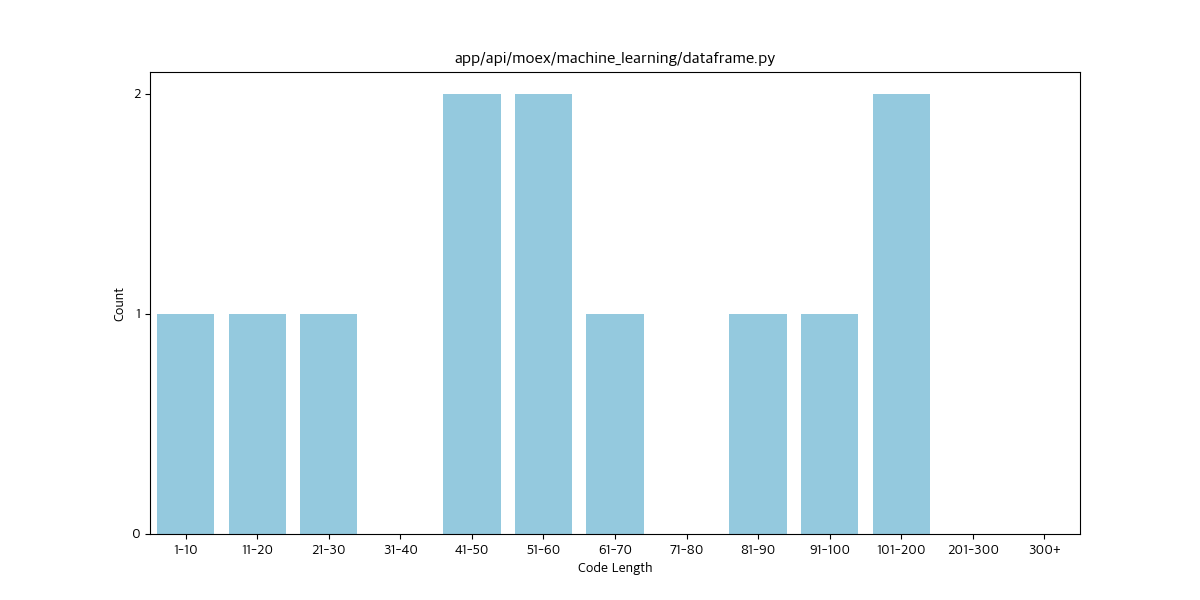 app/api/moex/machine_learning/dataframe.py
Count
2
1
0
1-10 11-20 21-30 31-40 41-50 51-60 61-70 71-80 81-90 91-100 101-200 201-300 300+
Code Length